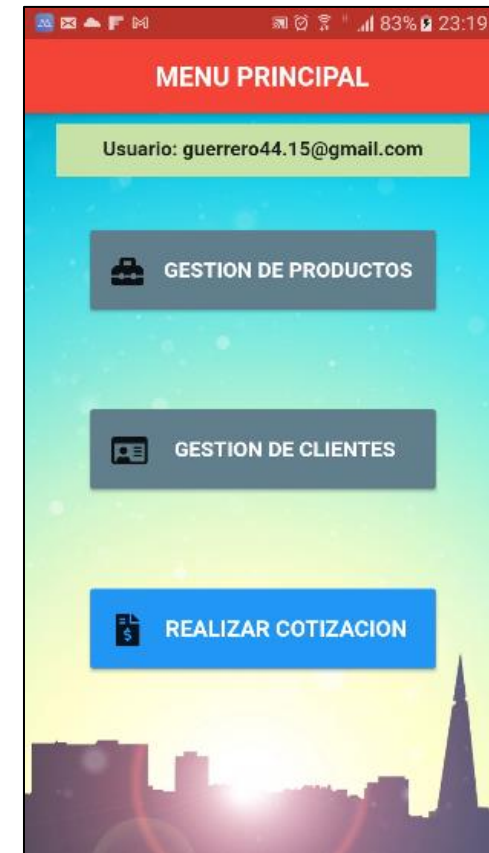 83% 23:19
MENU PRINCIPAL
Usuario: guerrero44.15@gmail.com
GESTION DE PRODUCTOS
GESTION DE CLIENTES
REALIZAR COTIZACION